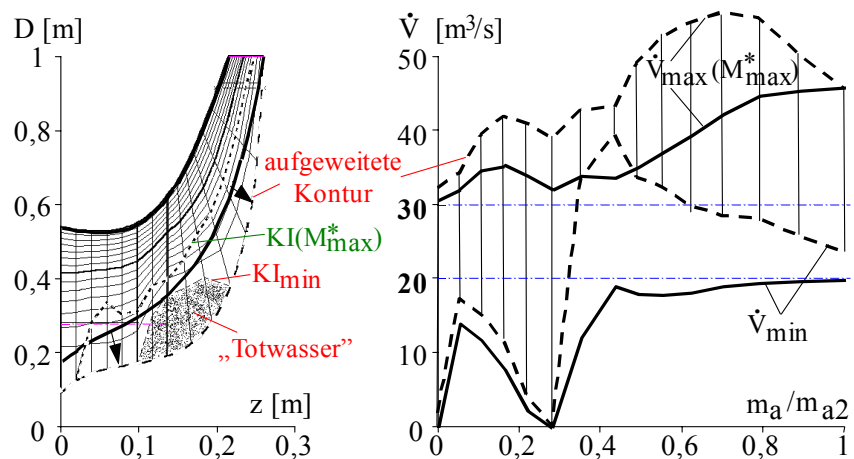 D [m]
1
0,8
0,6
0,4
0,2
0
0
0,1
0,2
0,3
z [m]
aufgeweitete
Kontur
KI(M*max)
KImin
„Totwasser”
V̇ [m³/s]
50
40
30
20
10
0
0
0,2
0,4
0,6
0,8
1
ma/ma2
V̇max(M*max)
V̇min